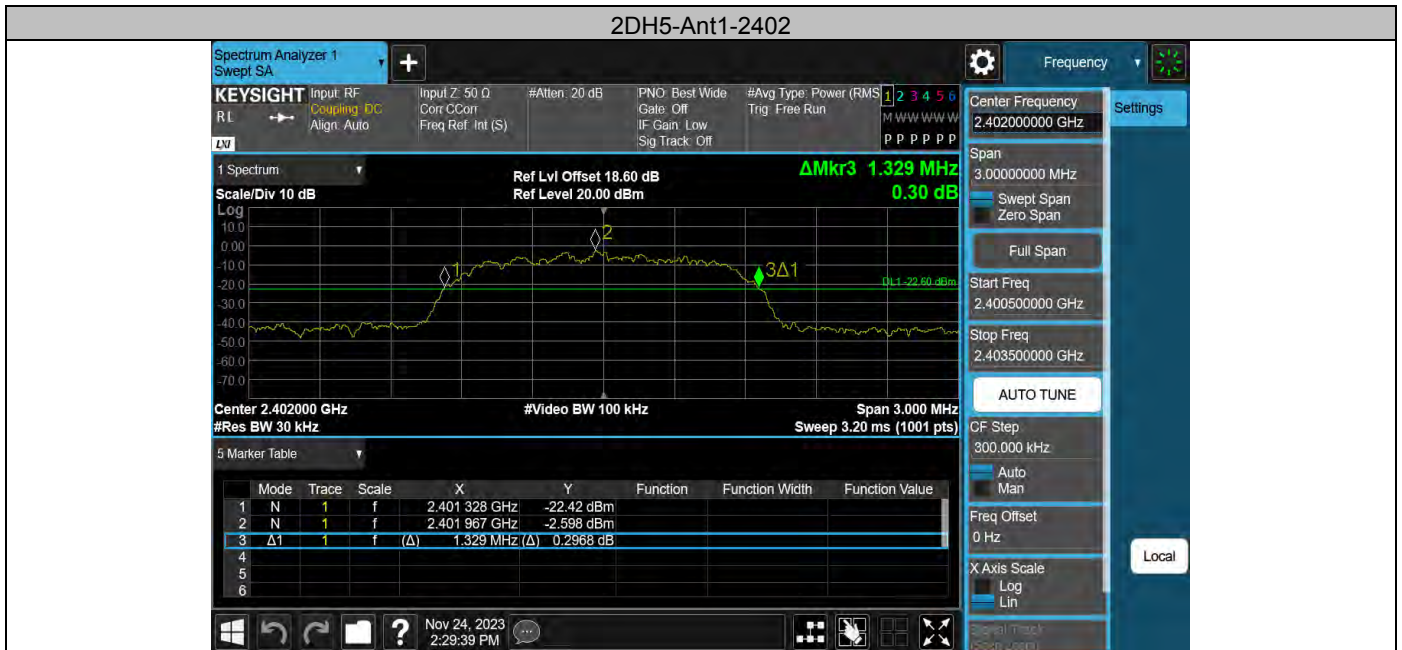 2DH5-Ant1-2402
Spectrum Analyzer 1
Swept SA
+
Frequency
KEYSIGHT
RL
LXI
Input: RF
Coupling: DC
Align: Auto
Input Z: 50 Ω
Corr CCorr
Freq Ref: Int (S)
#Atten: 20 dB
PNO: Best Wide
Gate: Off
IF Gain: Low
Sig Track: Off
#Avg Type: Power (RMS
Trig: Free Run
1 2 3 4 5 6
M W W W W W
P P P P P P
Center Frequency
2.402000000 GHz
Settings
Span
3.00000000 MHz
Swept Span
Zero Span
Full Span
Start Freq
2.400500000 GHz
Stop Freq
2.403500000 GHz
AUTO TUNE
CF Step
300.000 kHz
Auto
Man
Freq Offset
0 Hz
X Axis Scale
Log
Lin
Signal Track
(Span Zoom)
Local
1 Spectrum
Scale/Div 10 dB
Ref Lvl Offset 18.60 dB
Ref Level 20.00 dBm
ΔMkr3 1.329 MHz
0.30 dB
Log
10.0
0.00
-10.0
-20.0
-30.0
-40.0
-50.0
-60.0
-70.0
1
2
3Δ1
DL1 -22.60 dBm
Center 2.402000 GHz
#Res BW 30 kHz
#Video BW 100 kHz
Span 3.000 MHz
Sweep 3.20 ms (1001 pts)
5 Marker Table
Mode Trace Scale X Y Function Function Width Function Value
1 N 1 f 2.401 328 GHz -22.42 dBm
2 N 1 f 2.401 967 GHz -2.598 dBm
3 Δ1 1 f (Δ) 1.329 MHz (Δ) 0.2968 dB
4
5
6
?
Nov 24, 2023
2:29:39 PM